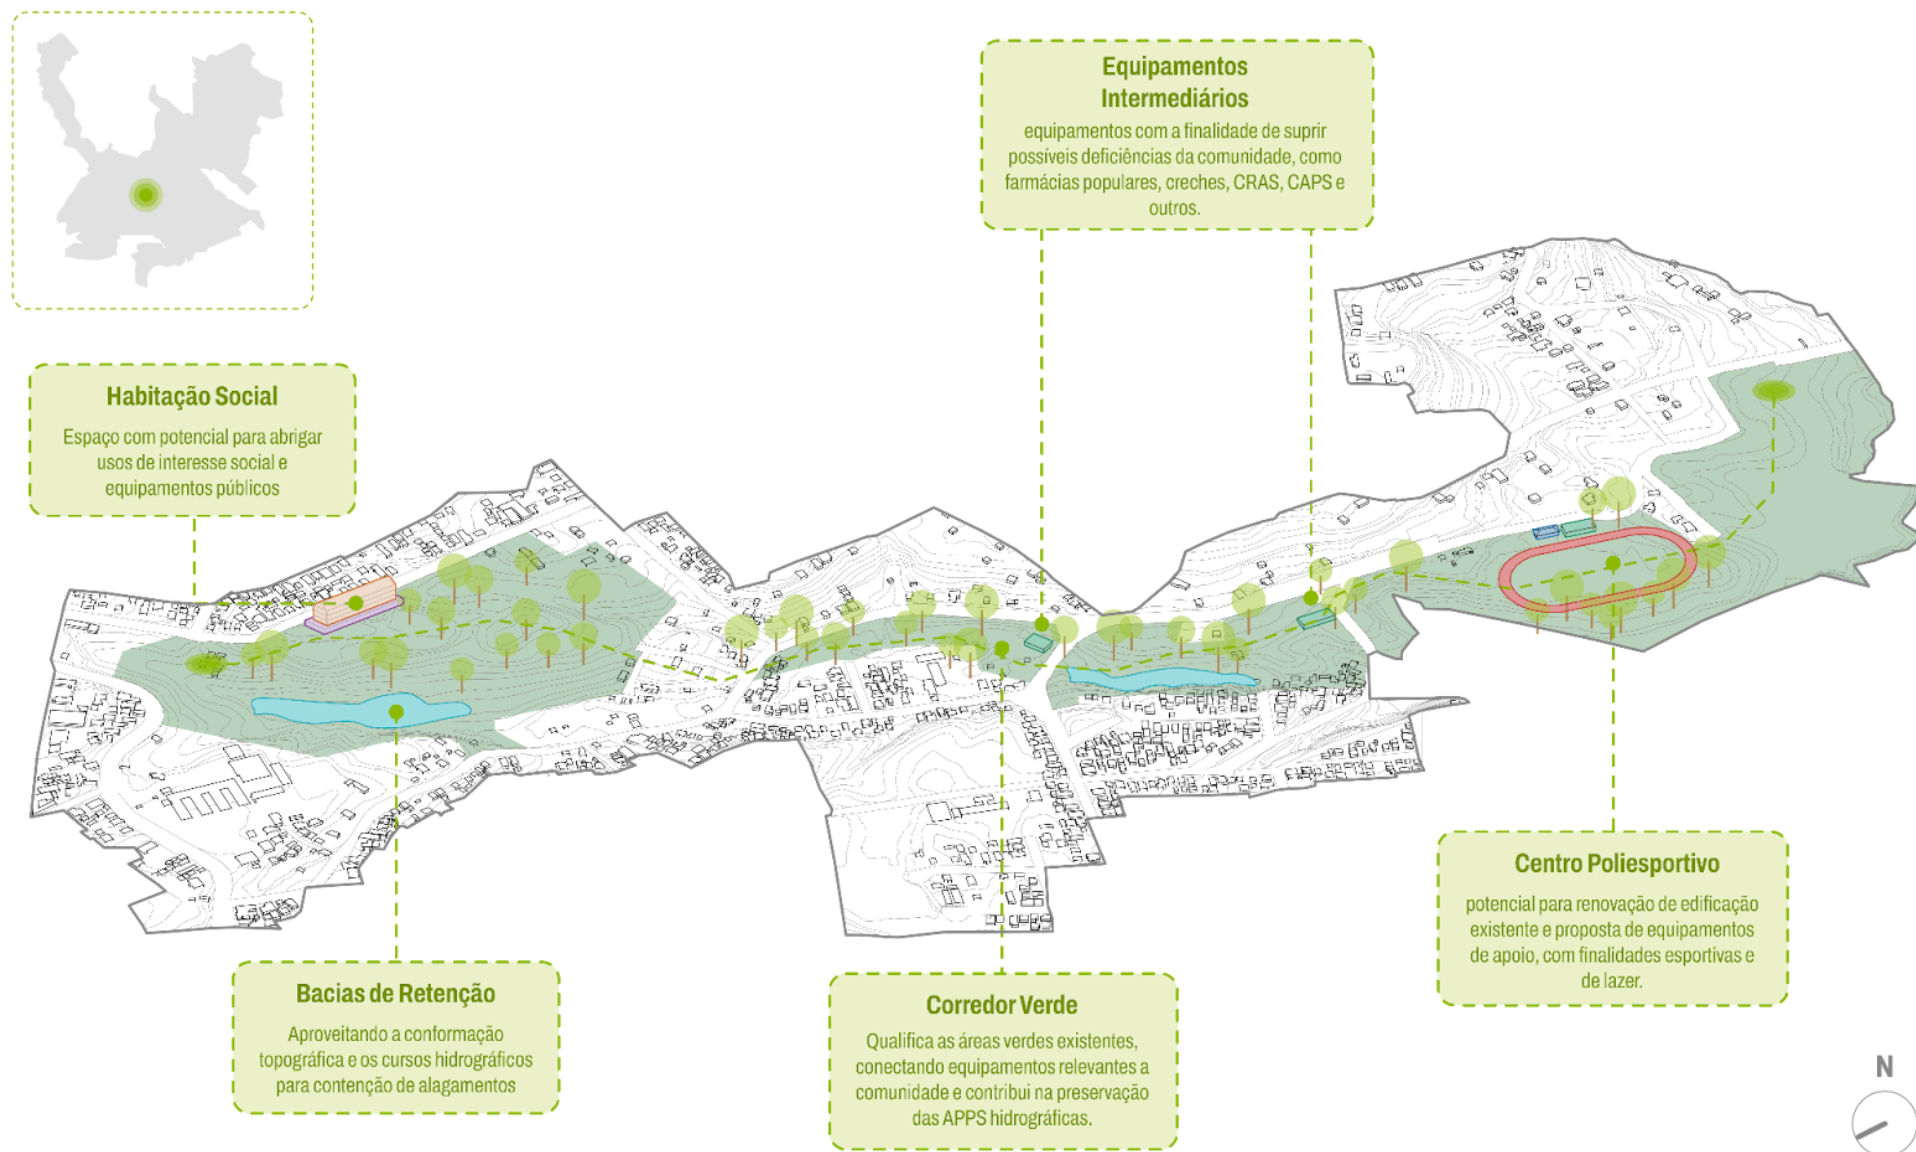 Equipamentos
Intermediários
equipamentos com a finalidade de suprir
possíveis deficiências da comunidade, como
farmácias populares, creches, CRAS, CAPS e
outros.
Habitação Social
Espaço com potencial para abrigar
usos de interesse social e
equipamentos públicos
Bacias de Retenção
Aproveitando a conformação
topográfica e os cursos hidrográficos
para contenção de alagamentos
Corredor Verde
Qualifica as áreas verdes existentes,
conectando equipamentos relevantes a
comunidade e contribui na preservação
das APPS hidrográficas.
Centro Poliesportivo
potencial para renovação de edificação
existente e proposta de equipamentos
de apoio, com finalidades esportivas e
de lazer.
N